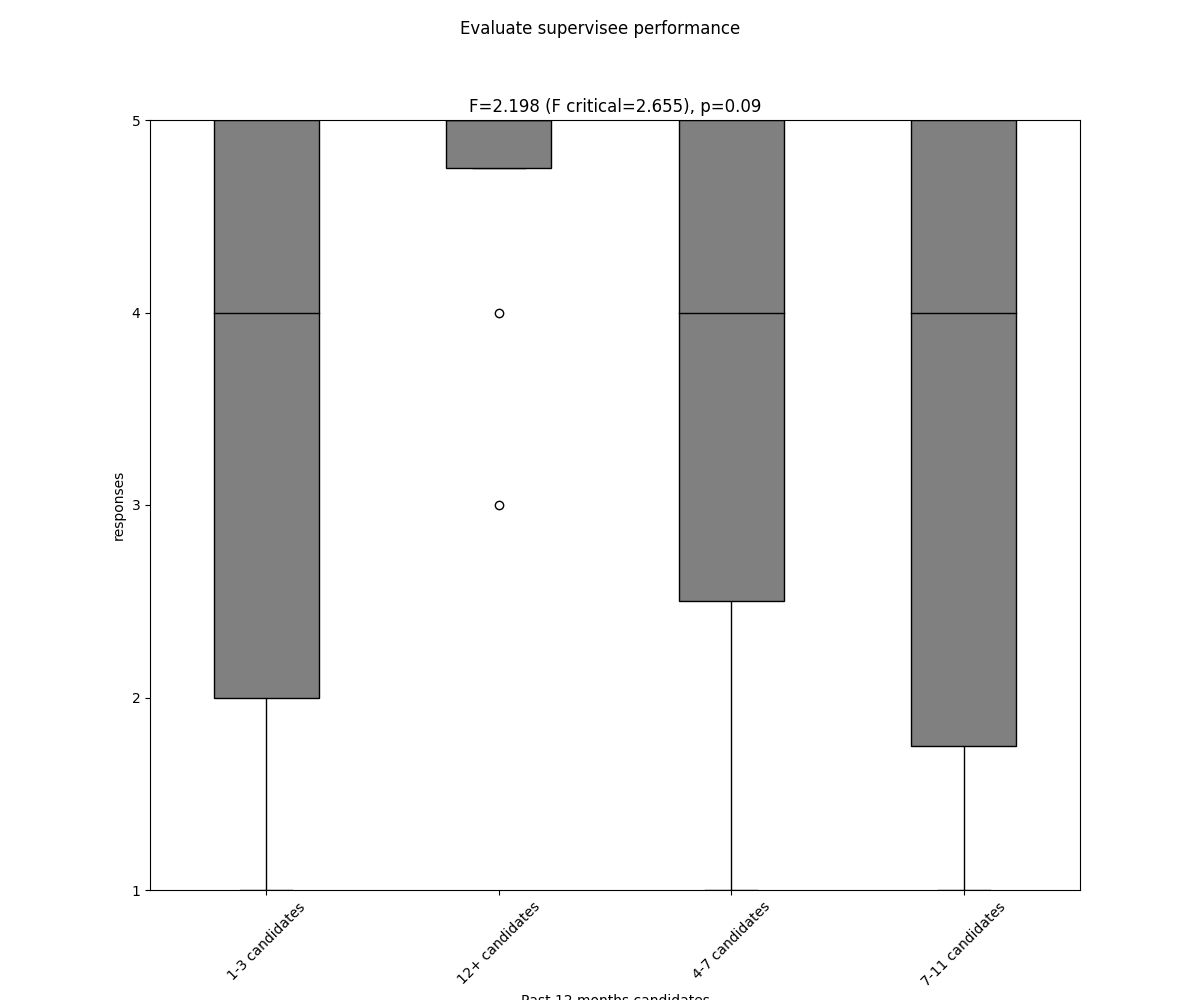 Evaluate supervisee performance
F=2.198 (F critical=2.655), p=0.09
5
4
3
2
1
responses
1-3 candidates
12+ candidates
4-7 candidates
7-11 candidates
Past 12 months candidates